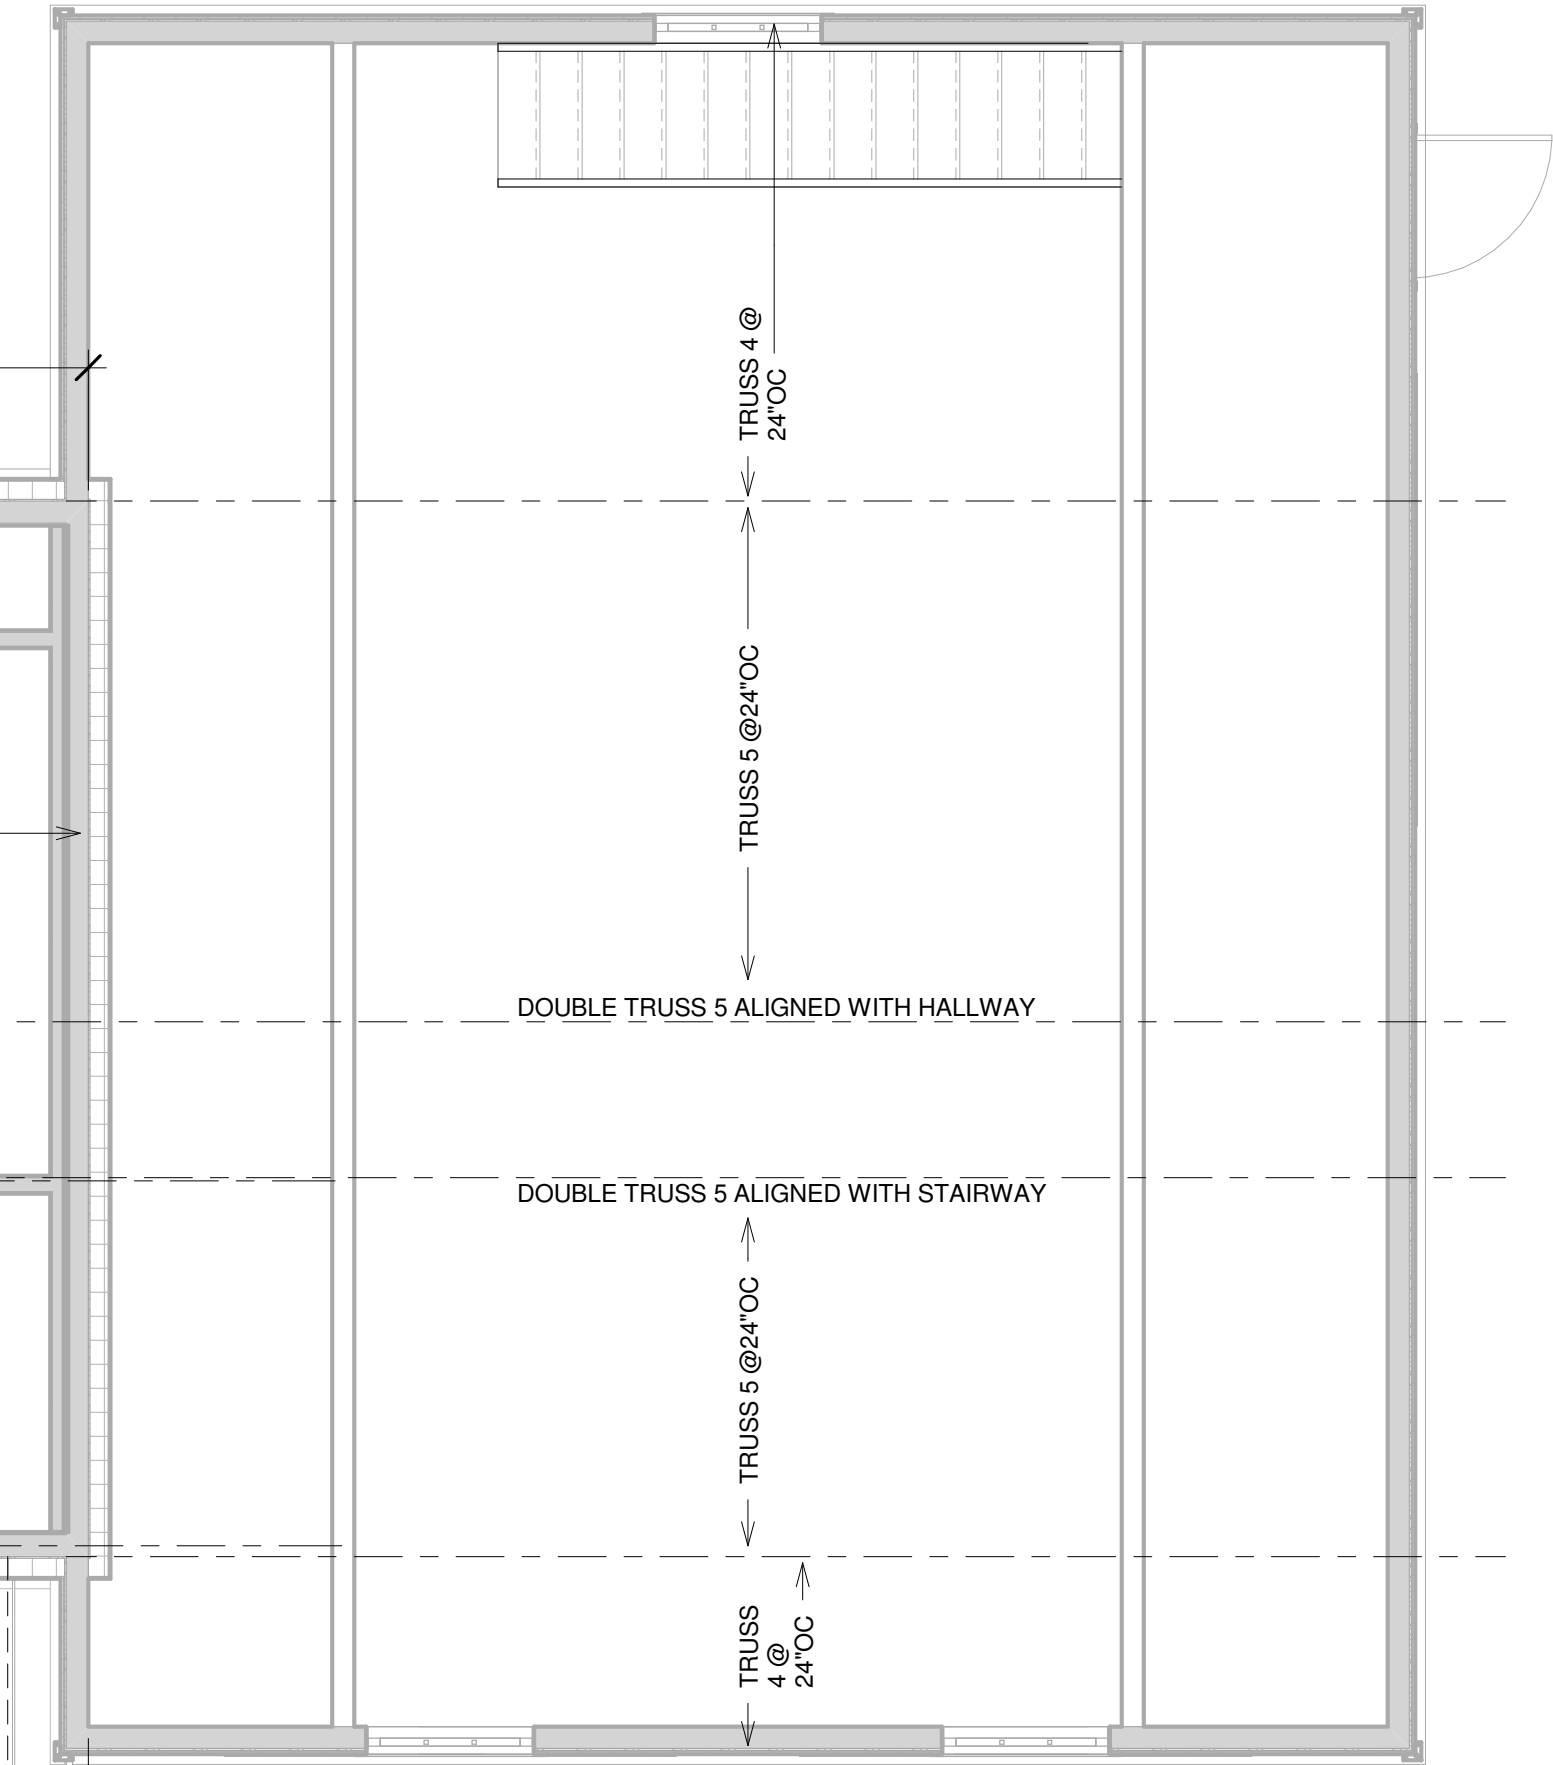 TRUSS 4 @
24"OC
TRUSS 5 @24"OC
DOUBLE TRUSS 5 ALIGNED WITH HALLWAY
DOUBLE TRUSS 5 ALIGNED WITH STAIRWAY
TRUSS 5 @24"OC
TRUSS
4 @
24"OC